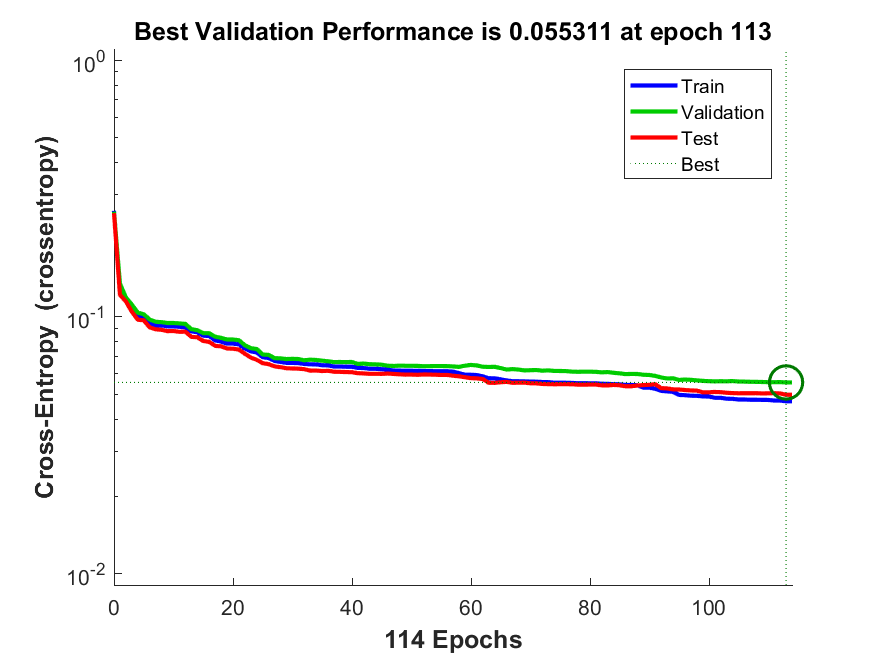 Best Validation Performance is 0.055311 at epoch 113
Cross-Entropy (crossentropy)
10^0
10^-1
10^-2
Train
Validation
Test
Best
0 20 40 60 80 100
114 Epochs